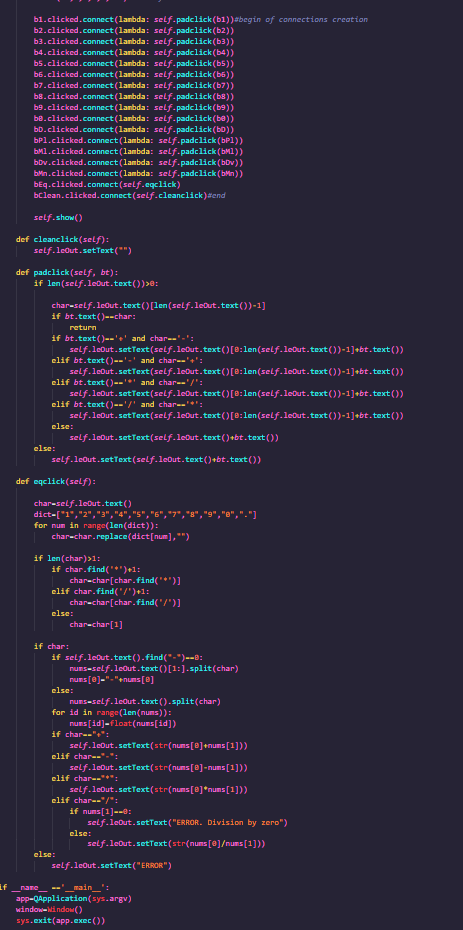 b1.clicked.connect(lambda: self.padclick(b1))#begin of connections creation
b2.clicked.connect(lambda: self.padclick(b2))
b3.clicked.connect(lambda: self.padclick(b3))
b4.clicked.connect(lambda: self.padclick(b4))
b5.clicked.connect(lambda: self.padclick(b5))
b6.clicked.connect(lambda: self.padclick(b6))
b7.clicked.connect(lambda: self.padclick(b7))
b8.clicked.connect(lambda: self.padclick(b8))
b9.clicked.connect(lambda: self.padclick(b9))
b0.clicked.connect(lambda: self.padclick(b0))
bD.clicked.connect(lambda: self.padclick(bD))
bPl.clicked.connect(lambda: self.padclick(bPl))
bMl.clicked.connect(lambda: self.padclick(bMl))
bDv.clicked.connect(lambda: self.padclick(bDv))
bMn.clicked.connect(lambda: self.padclick(bMn))
bEq.clicked.connect(self.eqclick)
bClean.clicked.connect(self.cleanclick)#end
self.show()
def cleanclick(self):
self.leOut.setText("")
def padclick(self, bt):
if len(self.leOut.text())>0:
char=self.leOut.text()[len(self.leOut.text())-1]
if bt.text()==char:
return
if bt.text()=='+' and char=='-':
self.leOut.setText(self.leOut.text()[0:len(self.leOut.text())-1]+bt.text())
elif bt.text()=='-' and char=='+':
self.leOut.setText(self.leOut.text()[0:len(self.leOut.text())-1]+bt.text())
elif bt.text()=='*' and char=='/':
self.leOut.setText(self.leOut.text()[0:len(self.leOut.text())-1]+bt.text())
elif bt.text()=='/' and char=='*':
self.leOut.setText(self.leOut.text()[0:len(self.leOut.text())-1]+bt.text())
else:
self.leOut.setText(self.leOut.text()+bt.text())
else:
self.leOut.setText(self.leOut.text()+bt.text())
def eqclick(self):
char=self.leOut.text()
dict=["1","2","3","4","5","6","7","8","9","0","."]
for num in range(len(dict)):
char=char.replace(dict[num],"")
if len(char)>1:
if char.find('*')+1:
char=char[char.find('*')]
elif char.find('/')+1:
char=char[char.find('/')]
else:
char=char[1]
if char:
if self.leOut.text().find("-")==0:
nums=self.leOut.text()[1:].split(char)
nums[0]="-"+nums[0]
else:
nums=self.leOut.text().split(char)
for id in range(len(nums)):
nums[id]=float(nums[id])
if char=="+":
self.leOut.setText(str(nums[0]+nums[1]))
elif char=="-":
self.leOut.setText(str(nums[0]-nums[1]))
elif char=="*":
self.leOut.setText(str(nums[0]*nums[1]))
elif char=="/":
if nums[1]==0:
self.leOut.setText("ERROR. Division by zero")
else:
self.leOut.setText(str(nums[0]/nums[1]))
else:
self.leOut.setText("ERROR")
if __name__ =='__main__':
app=QApplication(sys.argv)
window=Window()
sys.exit(app.exec())